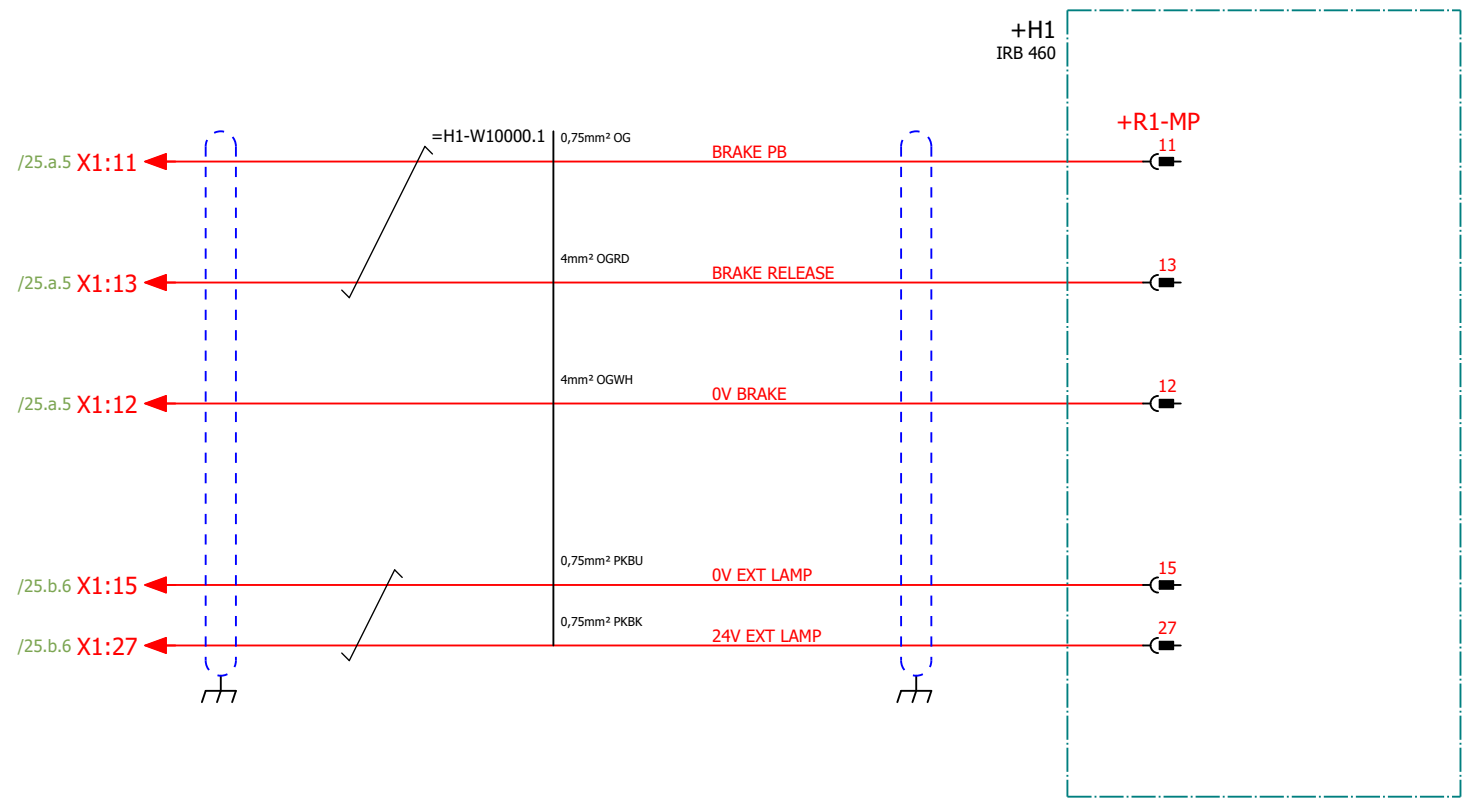 +H1
IRB 460
+R1-MP
=H1-W10000.1 0,75mm² OG
/25.a.5 X1:11 BRAKE PB 11
4mm² OGRD
/25.a.5 X1:13 BRAKE RELEASE 13
4mm² OGWH
/25.a.5 X1:12 0V BRAKE 12
0,75mm² PKBU
/25.b.6 X1:15 0V EXT LAMP 15
0,75mm² PKBK
/25.b.6 X1:27 24V EXT LAMP 27